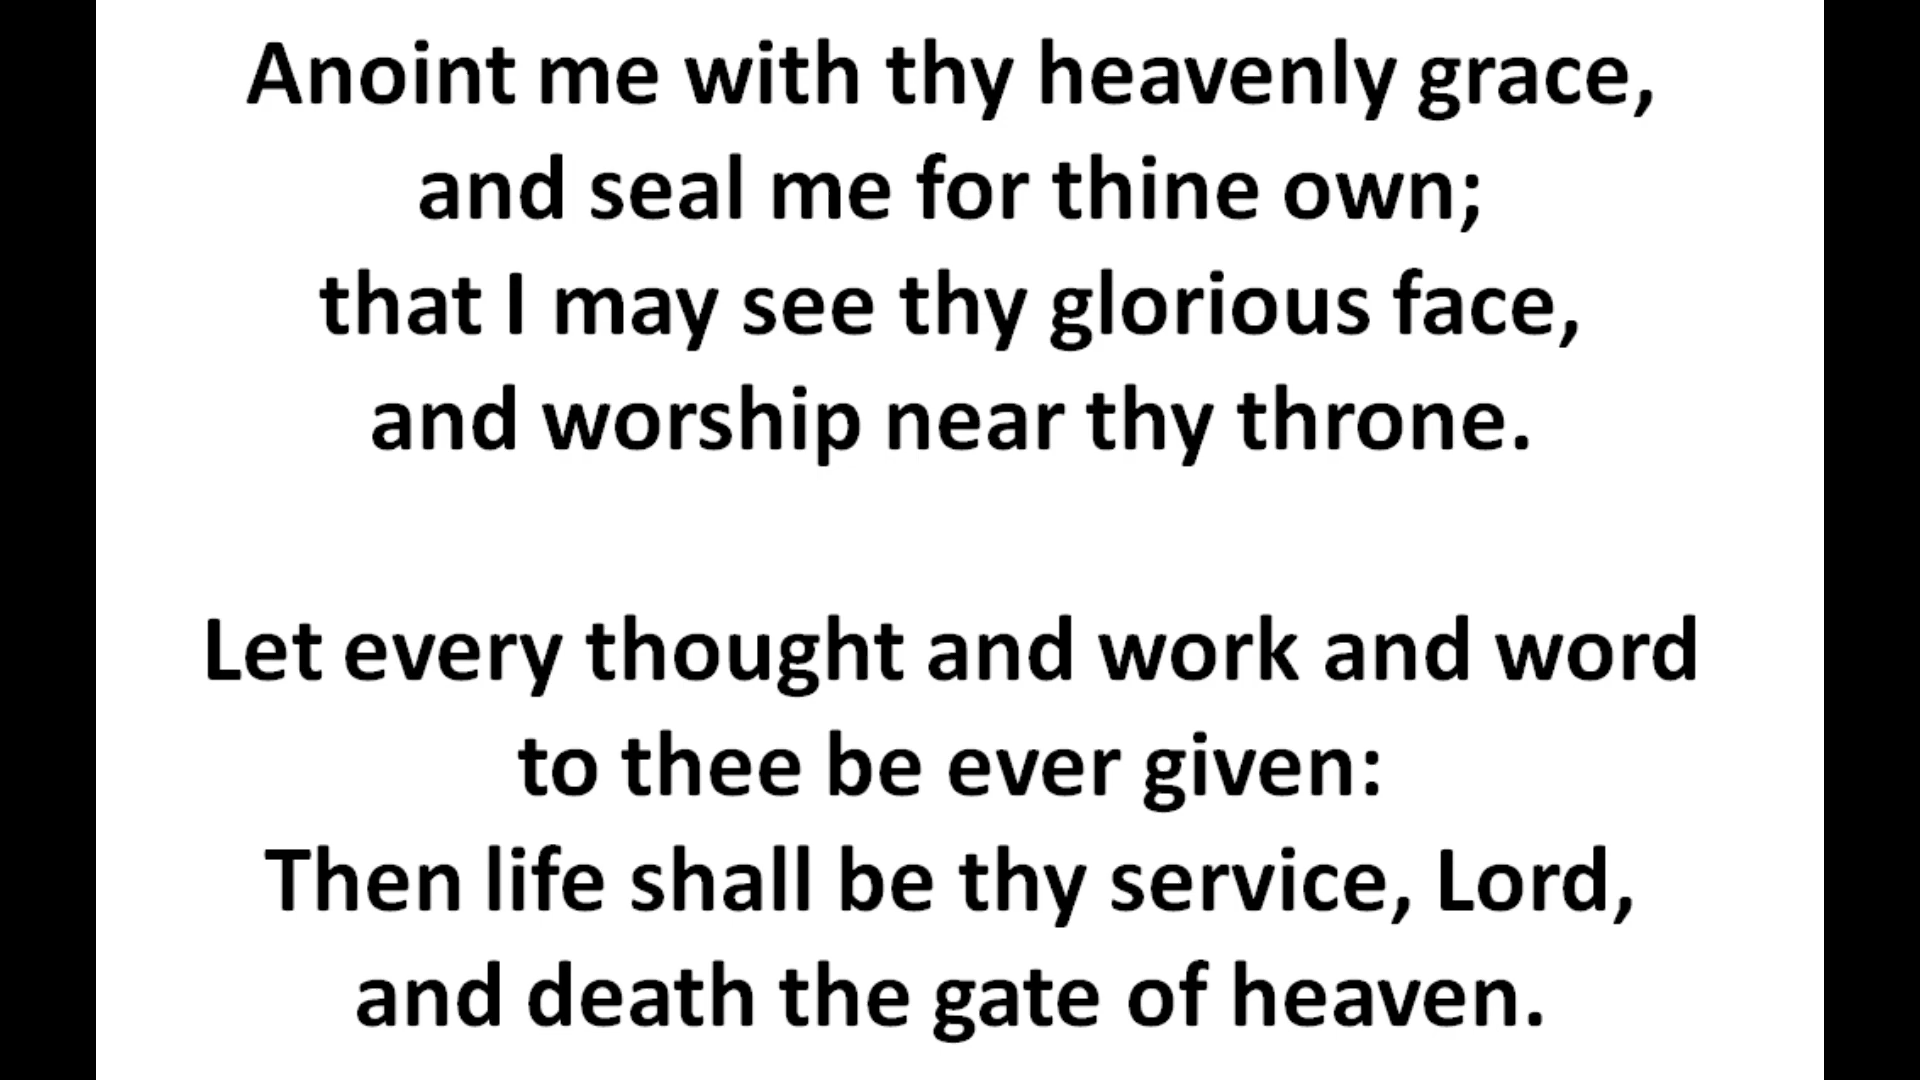 Anoint me with thy heavenly grace,
and seal me for thine own;
that I may see thy glorious face,
and worship near thy throne.
Let every thought and work and word
to thee be ever given:
Then life shall be thy service, Lord,
and death the gate of heaven.